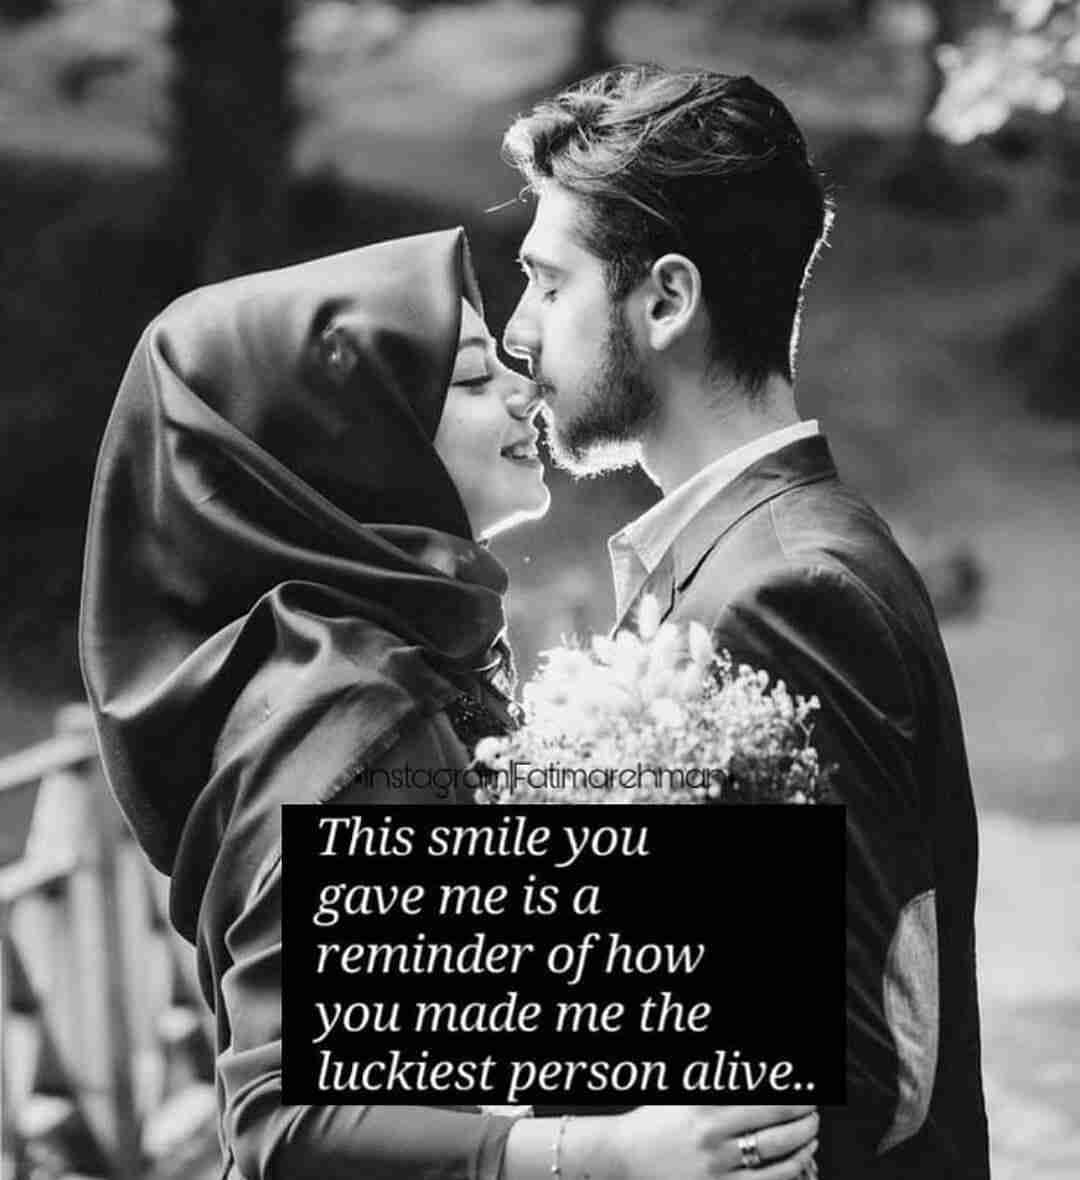 instagram|Fatimarehman
This smile you
gave me is a
reminder of how
you made me the
luckiest person alive..